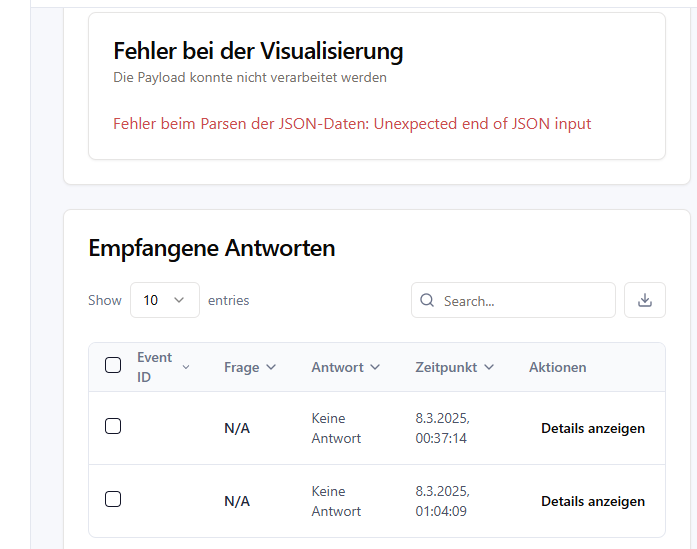 Fehler bei der Visualisierung
Die Payload konnte nicht verarbeitet werden
Fehler beim Parsen der JSON-Daten: Unexpected end of JSON input
Empfangene Antworten
Show 10 entries Search...
Event ID Frage Antwort Zeitpunkt Aktionen
N/A Keine Antwort 8.3.2025, 00:37:14 Details anzeigen
N/A Keine Antwort 8.3.2025, 01:04:09 Details anzeigen